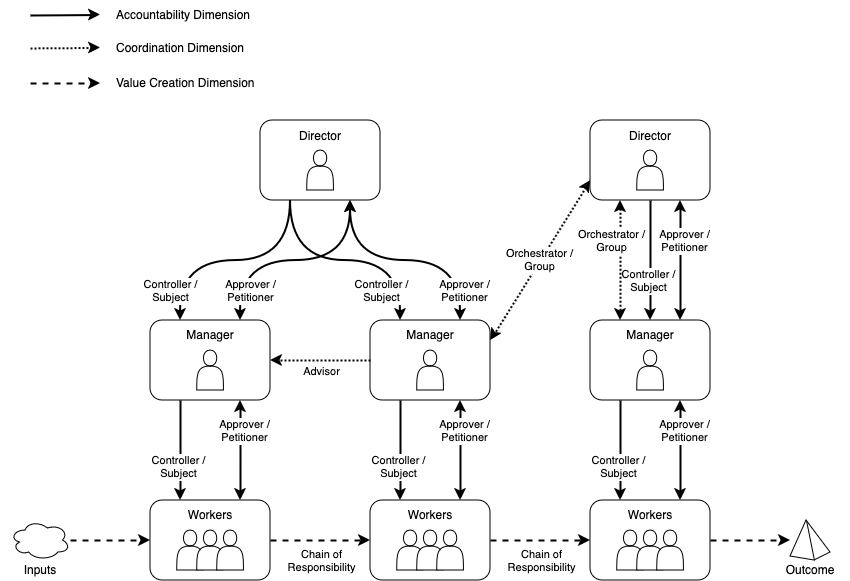 Accountability Dimension
Coordination Dimension
Value Creation Dimension
Director
Director
Orchestrator /
Group
Approver /
Petitioner
Orchestrator /
Group
Controller /
Subject
Controller /
Subject
Approver /
Petitioner
Controller /
Subject
Approver /
Petitioner
Manager
Manager
Manager
Advisor
Approver /
Petitioner
Approver /
Petitioner
Approver /
Petitioner
Controller /
Subject
Controller /
Subject
Controller /
Subject
Workers
Workers
Workers
Inputs
Chain of
Responsibility
Chain of
Responsibility
Outcome